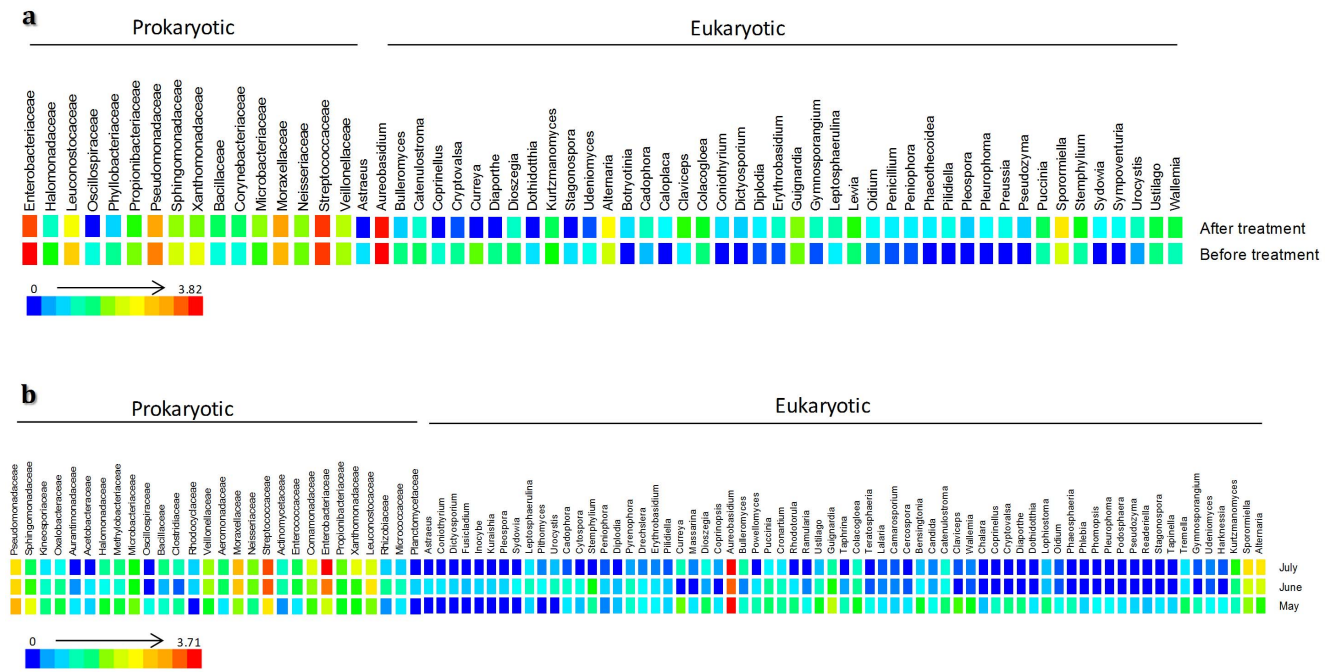 a
Prokaryotic
Eukaryotic
Enterobacteriaceae
Halomonadaceae
Leuconostocaceae
Oscillospiraceae
Phyllobacteriaceae
Propionibacteriaceae
Pseudomonadaceae
Sphingomonadaceae
Xanthomonadaceae
Bacillaceae
Corynebacteriaceae
Microbacteriaceae
Moraxellaceae
Neisseriaceae
Streptococcaceae
Veillonellaceae
Astraeus
Aureobasidium
Bulleromyces
Catenulostroma
Coprinellus
Cryptovalsa
Curreya
Diaporthe
Dioszegia
Dothidotthia
Kurtzmanomyces
Stagonospora
Udeniomyces
Alternaria
Botryotinia
Cadophora
Caloplaca
Claviceps
Colacogloea
Coniothyrium
Dictyosporium
Diplodia
Erythrobasidium
Guignardia
Gymnosporangium
Leptosphaerulina
Lewia
Oidium
Penicillium
Peniophora
Phaeothecoidea
Pilidiella
Pleospora
Pleurophoma
Preussia
Pseudozyma
Puccinia
Sporormiella
Stemphylium
Sydowia
Sympoventuria
Urocystis
Ustilago
Wallemia
After treatment
Before treatment
0
3.82
b
Prokaryotic
Eukaryotic
Pseudomonadaceae
Sphingomonadaceae
Kineosporiaceae
Oxalobacteraceae
Aurantimonadaceae
Acetobacteraceae
Halomonadaceae
Methylobacteriaceae
Microbacteriaceae
Oscillospiraceae
Bacillaceae
Clostridiaceae
Rhodocyclaceae
Veillonellaceae
Aeromonadaceae
Moraxellaceae
Neisseriaceae
Streptococcaceae
Actinomycetaceae
Enterococcaceae
Comamonadaceae
Enterobacteriaceae
Propionibacteriaceae
Xanthomonadaceae
Leuconostocaceae
Rhizobiaceae
Micrococcaceae
Planctomycetaceae
Astraeus
Coniothyrium
Dictyosporium
Fusicladium
Inocybe
Kuraishia
Pleospora
Sydowia
Leptosphaerulina
Pithomyces
Urocystis
Cadophora
Cytospora
Stemphylium
Peniophora
Diplodia
Pyrenophora
Drechslera
Erythrobasidium
Pilidiella
Curreya
Massarina
Dioszegia
Coprinopsis
Aureobasidium
Bulleromyces
Powellomyces
Puccinia
Cronartium
Rhodotorula
Ramularia
Ustilago
Guignardia
Taphrina
Colacogloea
Teratosphaeria
Lalaria
Camarosporium
Cercospora
Bensingtonia
Candida
Catenulostroma
Claviceps
Wallemia
Chalara
Coprinellus
Cryptovalsa
Diaporthe
Dothidotthia
Lophiostoma
Oidium
Phaeosphaeria
Phlebia
Phomopsis
Pleurophoma
Podosphaera
Pseudozyma
Readeriella
Stagonospora
Tapinella
Tremella
Gymnosporangium
Udeniomyces
Harknessia
Kurtzmanomyces
Sporormiella
Alternaria
July
June
May
0
3.71